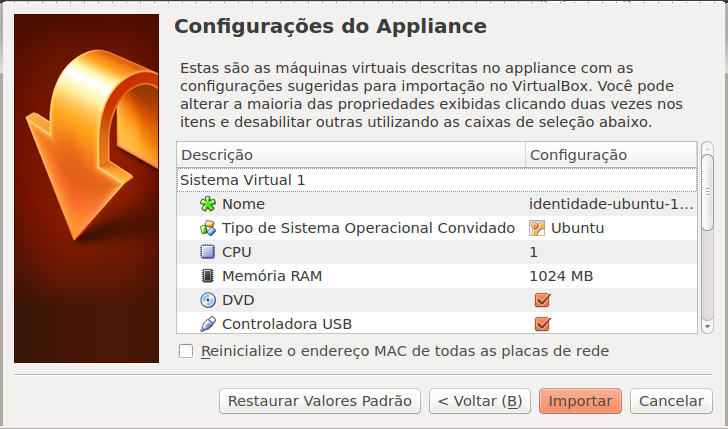 Configurações do Appliance
Estas são as máquinas virtuais descritas no appliance com as
configurações sugeridas para importação no VirtualBox. Você pode
alterar a maioria das propriedades exibidas clicando duas vezes nos
itens e desabilitar outras utilizando as caixas de seleção abaixo.
Descrição Configuração
Sistema Virtual 1
Nome identidade-ubuntu-1...
Tipo de Sistema Operacional Convidado Ubuntu
CPU 1
Memória RAM 1024 MB
DVD
Controladora USB
Reinicialize o endereço MAC de todas as placas de rede
Restaurar Valores Padrão < Voltar (B) Importar Cancelar